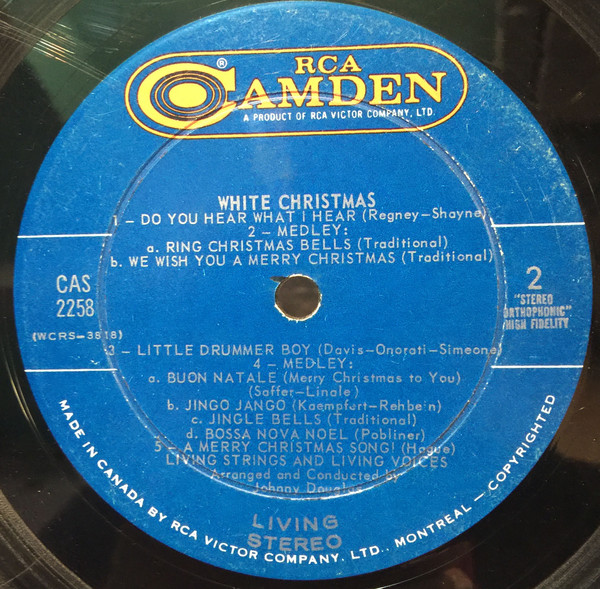 RCA
CAMDEN
®
A PRODUCT OF RCA VICTOR COMPANY, LTD.
WHITE CHRISTMAS
1 – DO YOU HEAR WHAT I HEAR (Regney–Shayne)
2 – MEDLEY:
a. RING CHRISTMAS BELLS (Traditional)
b. WE WISH YOU A MERRY CHRISTMAS (Traditional)
CAS
2258
(WCRS–3818)
2
"STEREO
ORTHOPHONIC"
HIGH FIDELITY
3 – LITTLE DRUMMER BOY (Davis–Onorati–Simeone)
4 – MEDLEY:
a. BUON NATALE (Merry Christmas to You)
(Saffer–Linale)
b. JINGO JANGO (Kaempfert–Rehbein)
c. JINGLE BELLS (Traditional)
d. BOSSA NOVA NOEL (Pobliner)
5 – A MERRY CHRISTMAS SONG! (Hague)
LIVING STRINGS AND LIVING VOICES
Arranged and Conducted by
Johnny Douglas
LIVING
STEREO
MADE IN CANADA BY RCA VICTOR COMPANY, LTD., MONTREAL – COPYRIGHTED